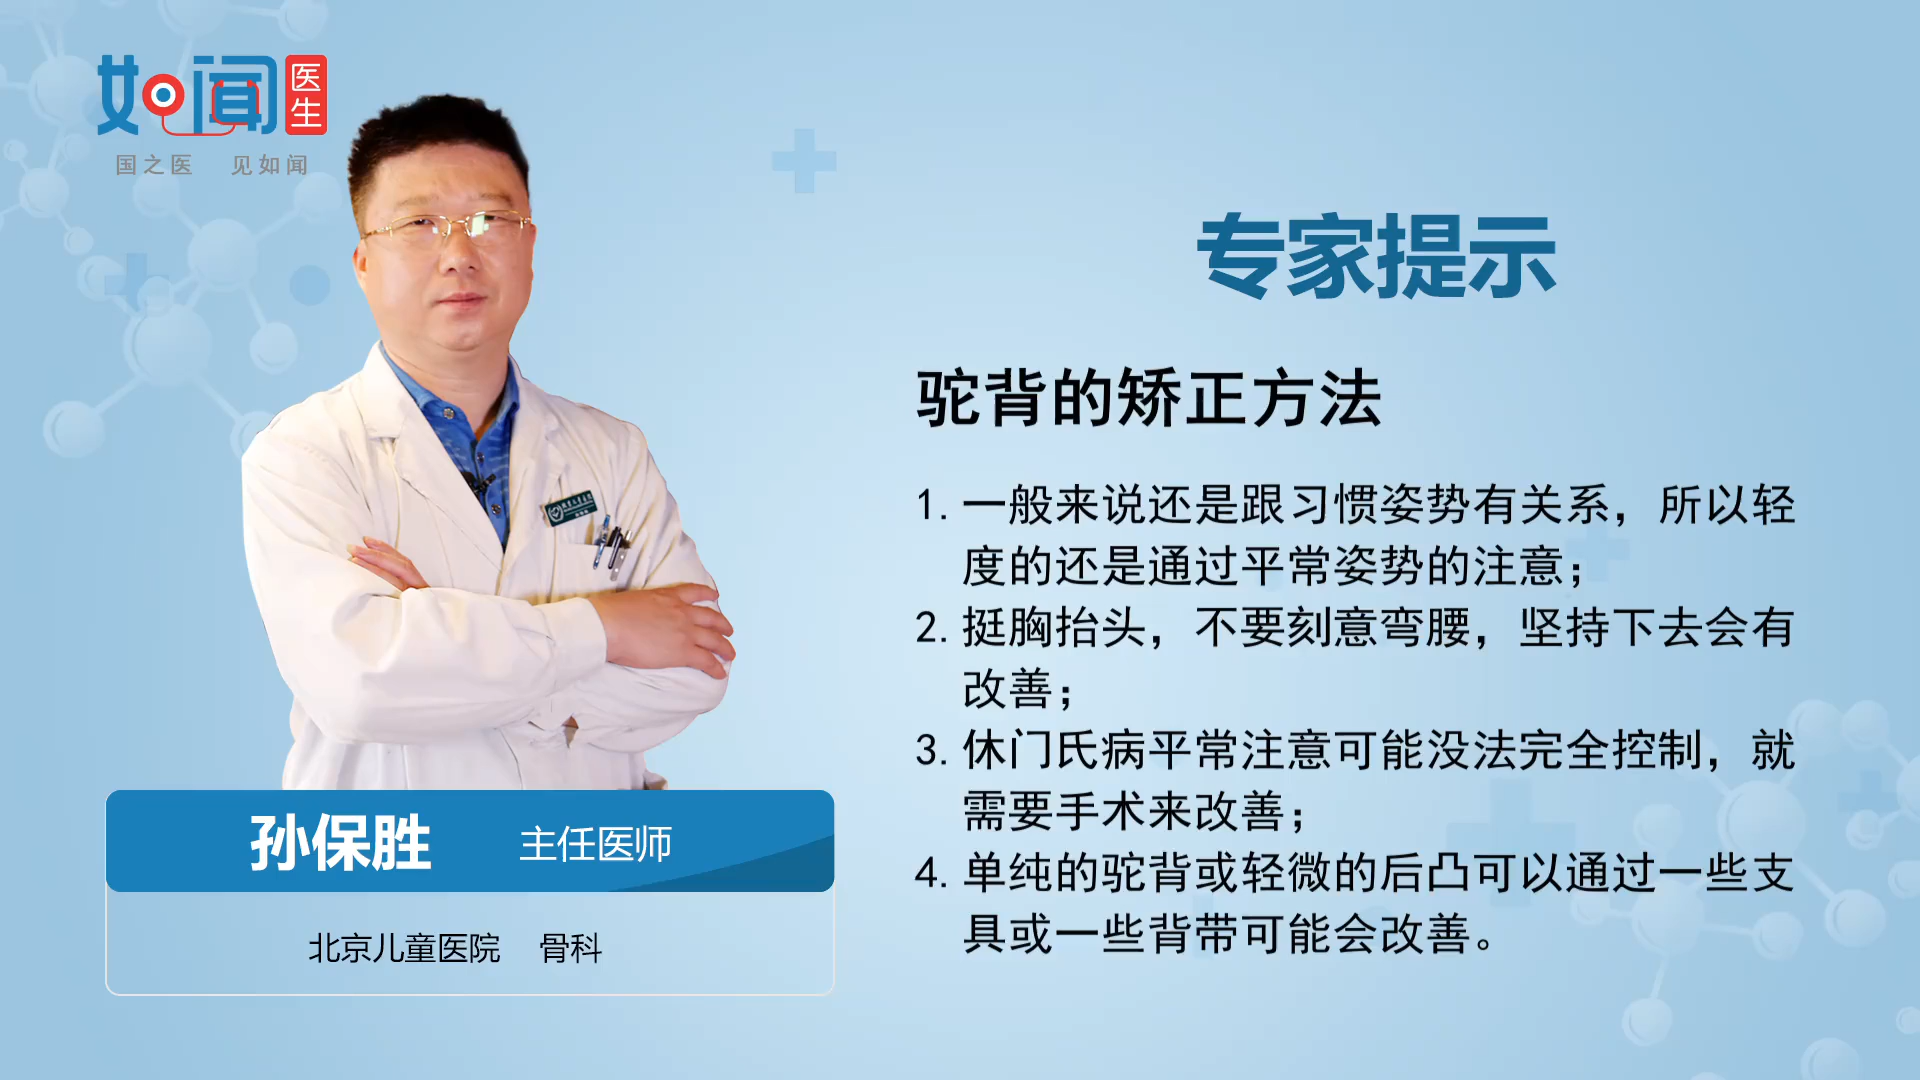 如闻医生
国之医 见如闻
专家提示
驼背的矫正方法
1. 一般来说还是跟习惯姿势有关系，所以轻
度的还是通过平常姿势的注意；
2. 挺胸抬头，不要刻意弯腰，坚持下去会有
改善；
3. 休门氏病平常注意可能没法完全控制，就
需要手术来改善；
4. 单纯的驼背或轻微的后凸可以通过一些支
具或一些背带可能会改善。
孙保胜 主任医师
北京儿童医院 骨科